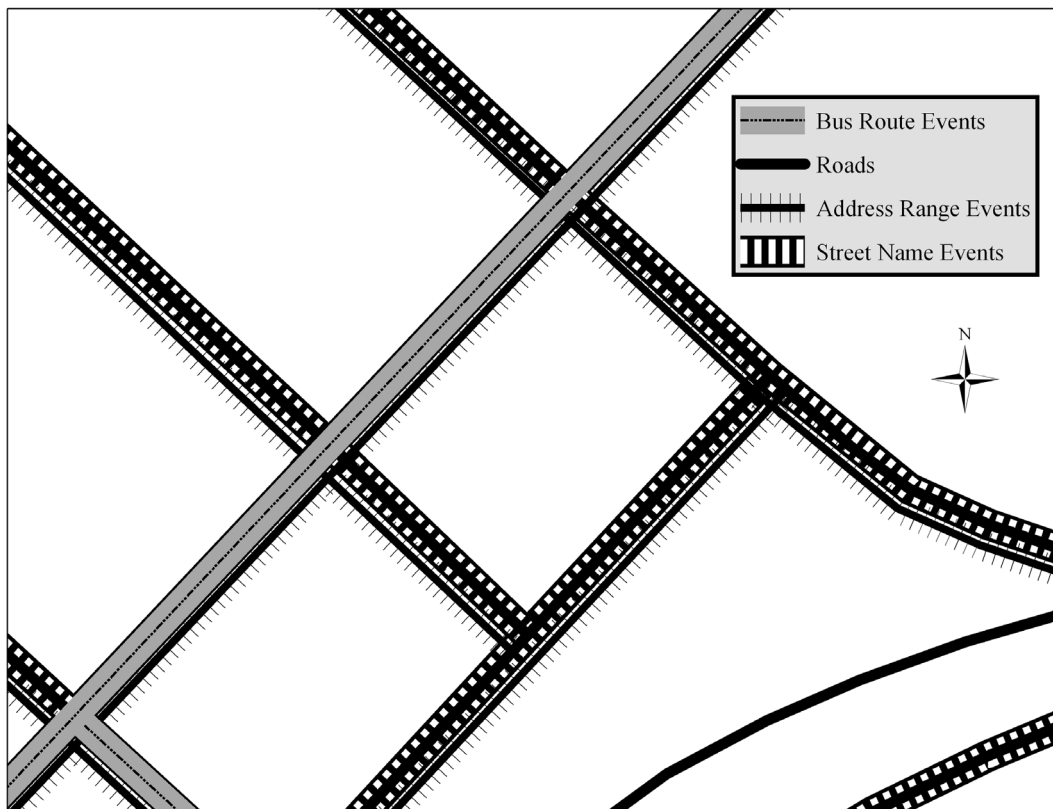 Bus Route Events
Roads
Address Range Events
Street Name Events
N